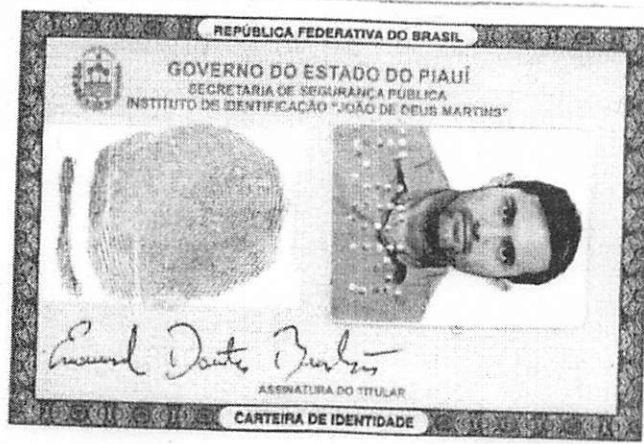 REPÚBLICA FEDERATIVA DO BRASIL
GOVERNO DO ESTADO DO PIAUÍ
SECRETARIA DE SEGURANÇA PÚBLICA
INSTITUTO DE IDENTIFICAÇÃO "JOÃO DE DEUS MARTINS"
ASSINATURA DO TITULAR
CARTEIRA DE IDENTIDADE